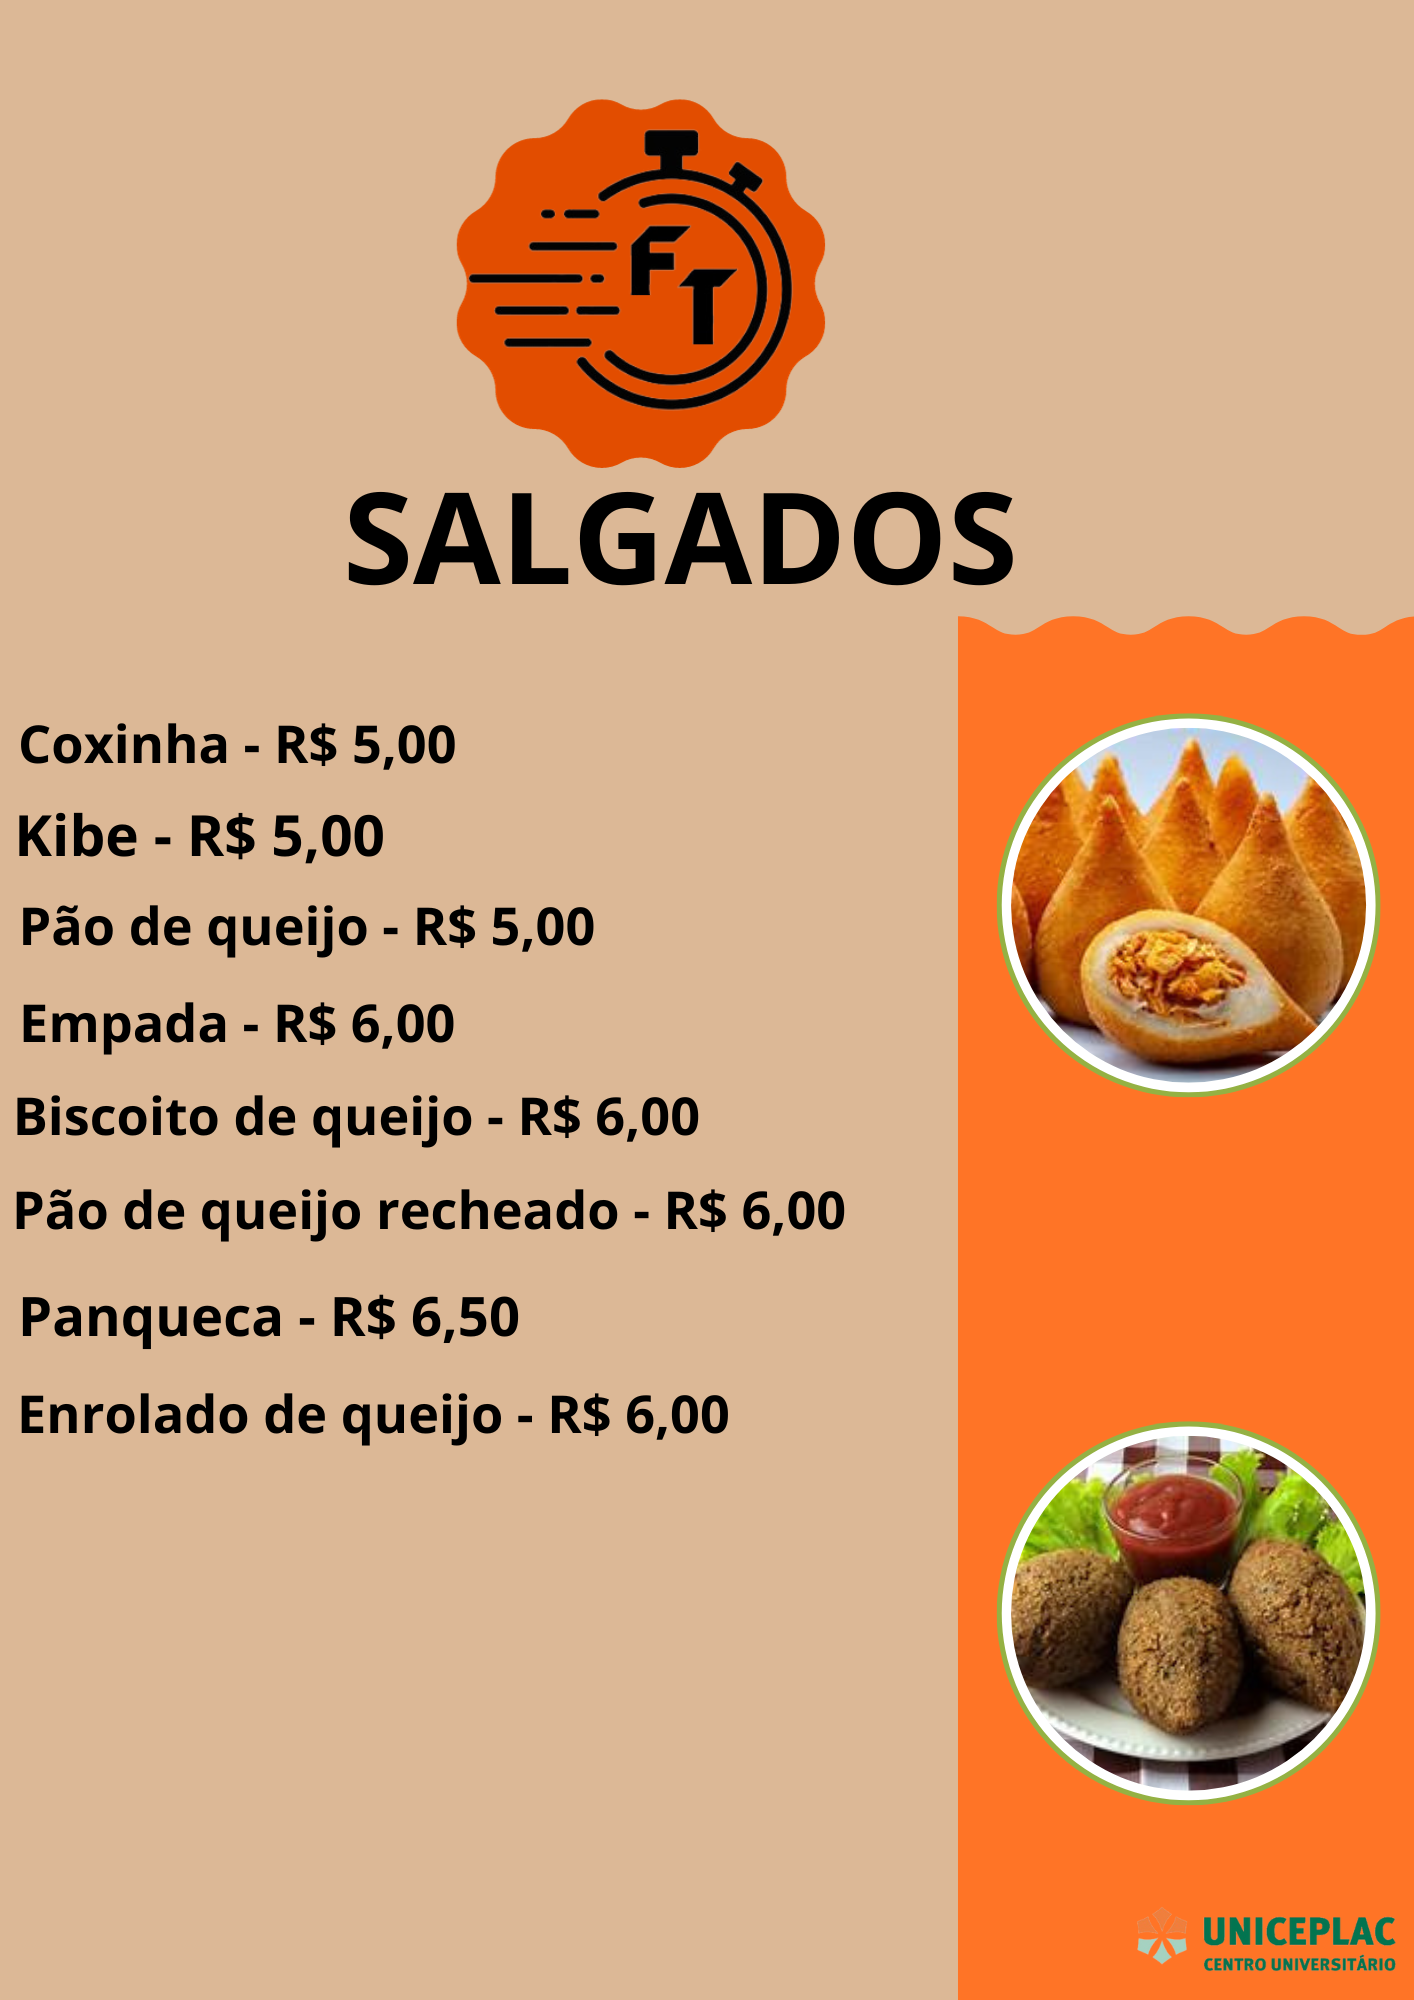 FT
SALGADOS
Coxinha - R$ 5,00
Kibe - R$ 5,00
Pão de queijo - R$ 5,00
Empada - R$ 6,00
Biscoito de queijo - R$ 6,00
Pão de queijo recheado - R$ 6,00
Panqueca - R$ 6,50
Enrolado de queijo - R$ 6,00
UNICEPLAC
CENTRO UNIVERSITÁRIO